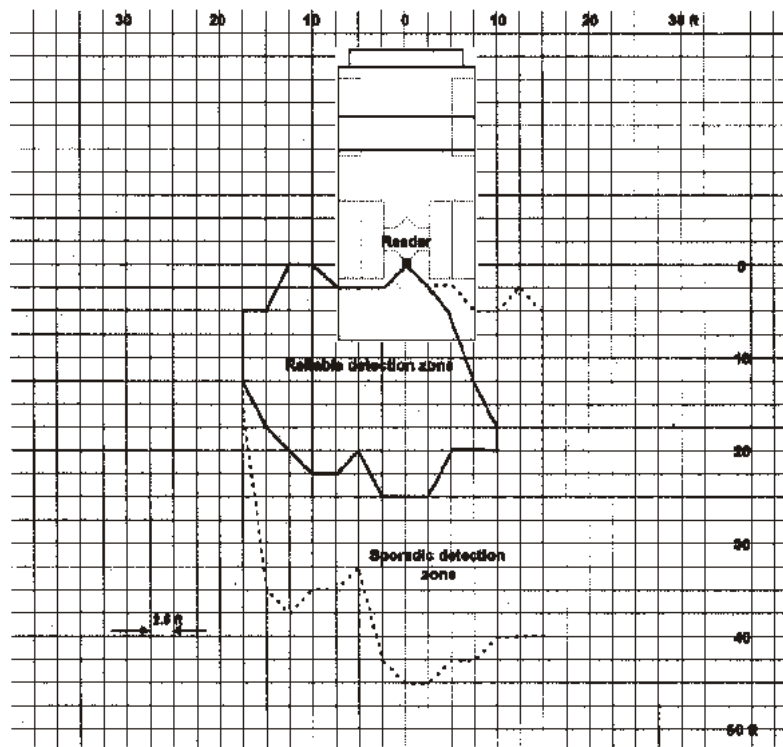 30 20 10 0 10 20 30 ft
Reader
0
10
Reliable detection zone
20
30
Sporadic detection
zone
2.5 ft
40
50 ft